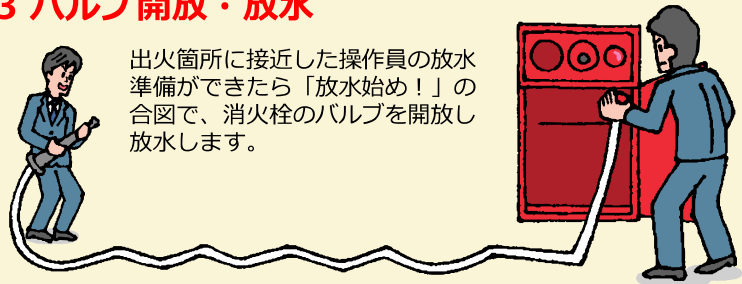 3 バルブ開放・放水
出火箇所に接近した操作員の放水
準備ができたら「放水始め！」の
合図で、消火栓のバルブを開放し
放水します。